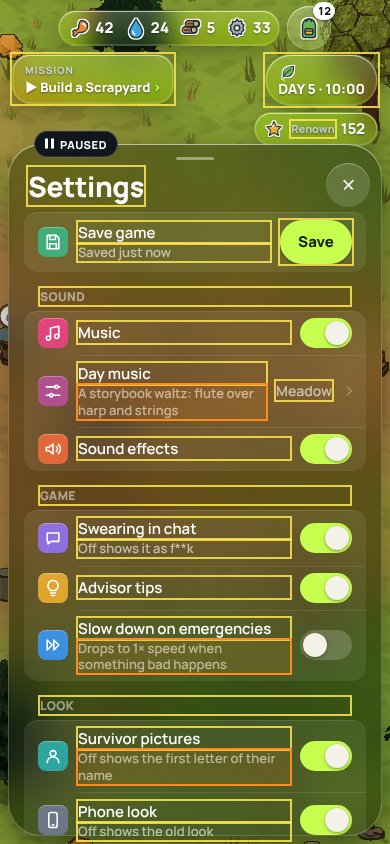 42 24 5 33 12
MISSION
▶ Build a Scrapyard ›
DAY 5 · 10:00
Renown 152
PAUSED
Settings
Save game
Saved just now
Save
SOUND
Music
Day music
A storybook waltz: flute over
harp and strings
Meadow
Sound effects
GAME
Swearing in chat
Off shows it as f**k
Advisor tips
Slow down on emergencies
Drops to 1× speed when
something bad happens
LOOK
Survivor pictures
Off shows the first letter of their
name
Phone look
Off shows the old look